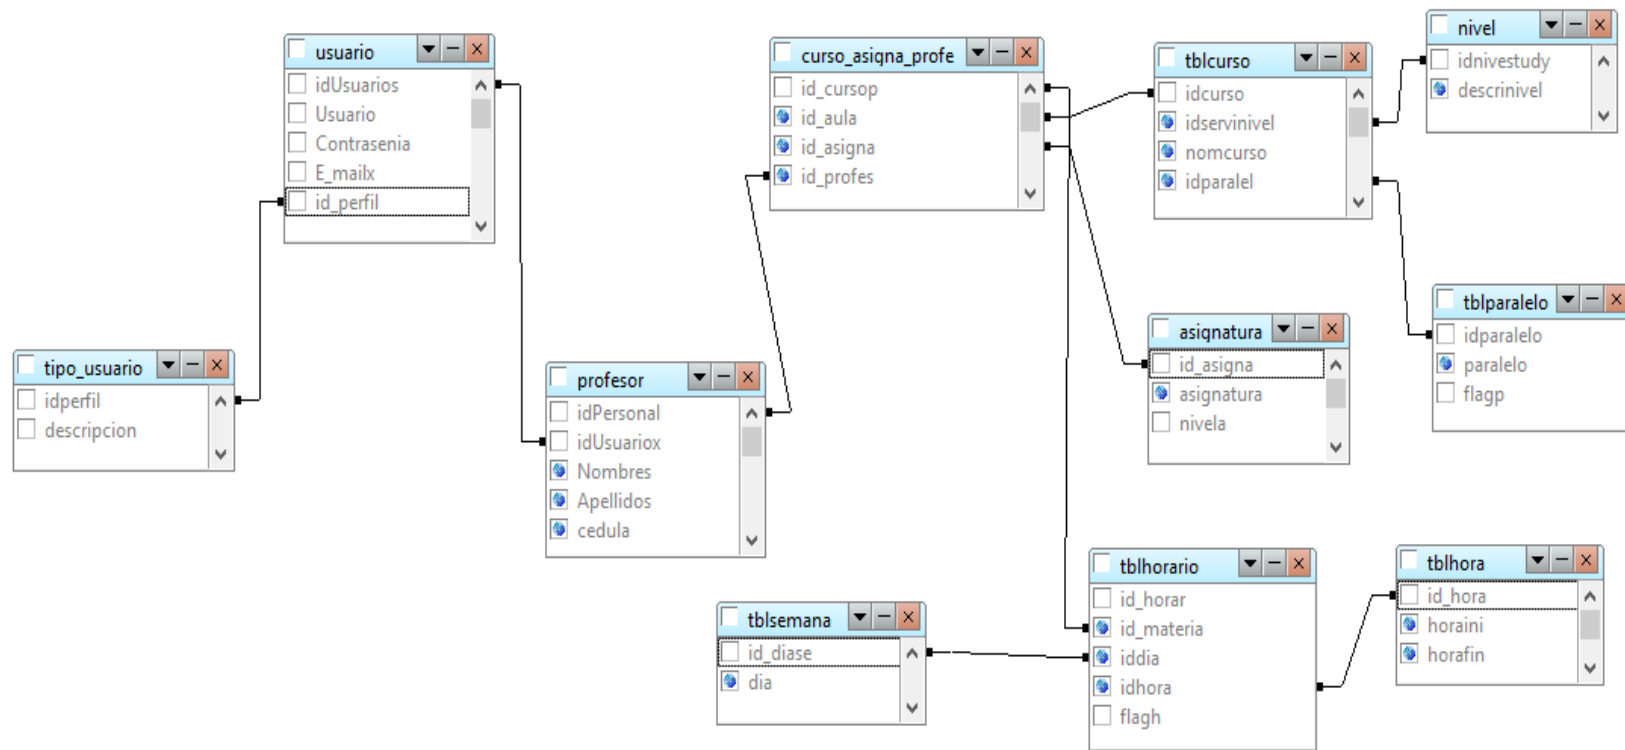 usuario
idUsuarios
Usuario
Contrasenia
E_mailx
id_perfil
tipo_usuario
idperfil
descripcion
profesor
idPersonal
idUsuariox
Nombres
Apellidos
cedula
curso_asigna_profe
id_cursop
id_aula
id_asigna
id_profes
tblcurso
idcurso
idservinivel
nomcurso
idparalel
nivel
idnivestudy
descrinivel
tblparalelo
idparalelo
paralelo
flagp
asignatura
id_asigna
asignatura
nivela
tblsemana
id_diase
dia
tblhorario
id_horar
id_materia
iddia
idhora
flagh
tblhora
id_hora
horaini
horafin